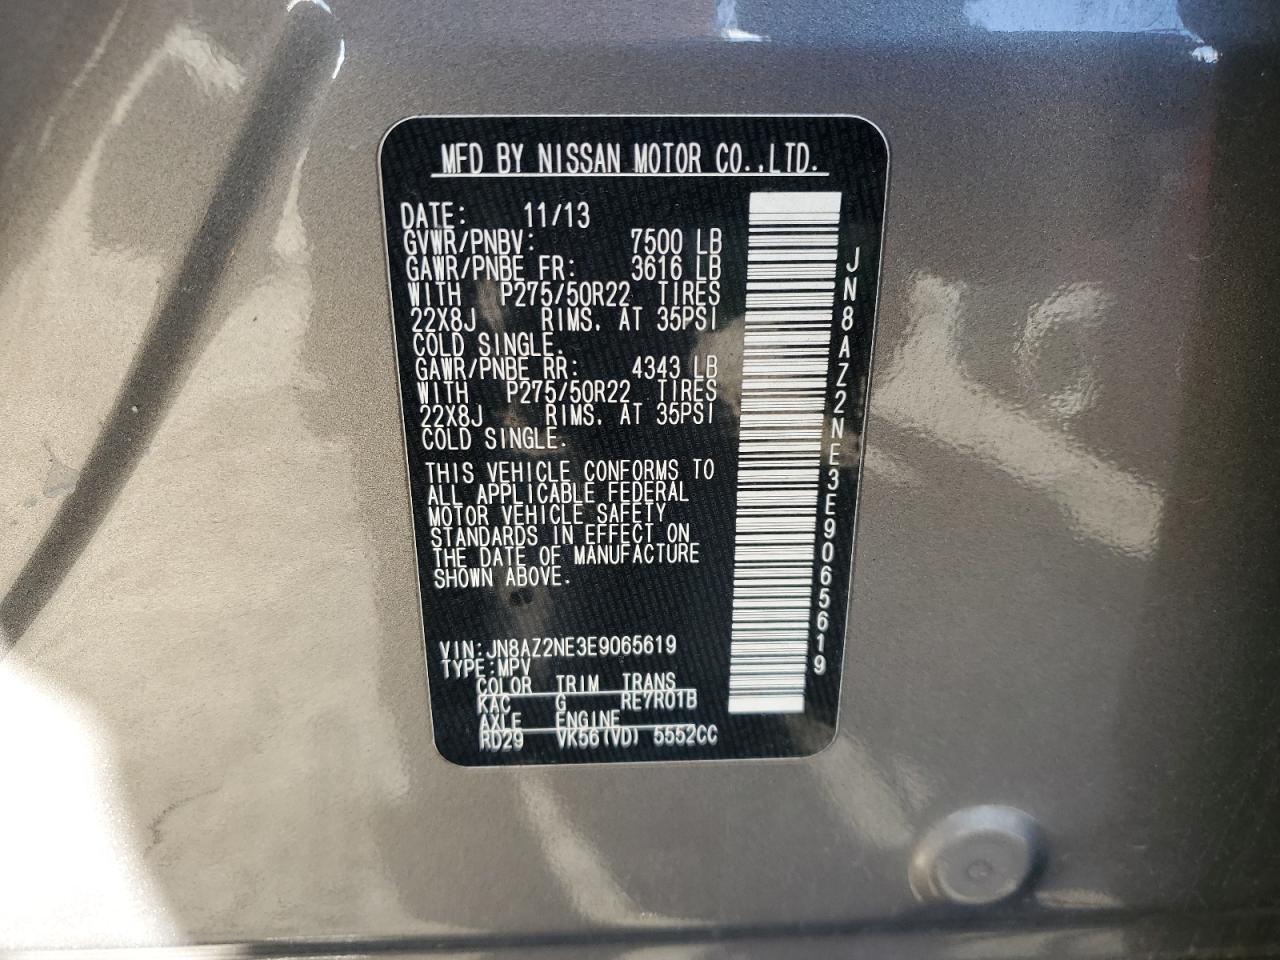 MFD BY NISSAN MOTOR CO.,LTD.
DATE: 11/13
GVWR/PNBV: 7500 LB
GAWR/PNBE FR: 3616 LB
WITH P275/50R22 TIRES
22X8J RIMS. AT 35PSI
COLD SINGLE.
GAWR/PNBE RR: 4343 LB
WITH P275/50R22 TIRES
22X8J RIMS. AT 35PSI
COLD SINGLE.
THIS VEHICLE CONFORMS TO
ALL APPLICABLE FEDERAL
MOTOR VEHICLE SAFETY
STANDARDS IN EFFECT ON
THE DATE OF MANUFACTURE
SHOWN ABOVE.
VIN:JN8AZ2NE3E9065619
TYPE:MPV
COLOR TRIM TRANS
KAC G RE7R01B
AXLE ENGINE
RD29 VK56(VD) 5552CC
JN8AZ2NE3E9065619